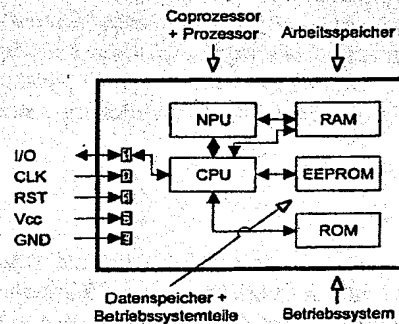 Coprozessor
+ Prozessor
Arbeitsspeicher
NPU
RAM
I/O
CLK
CPU
EEPROM
RST
Vcc
GND
ROM
Datenspeicher +
Betriebssystemteile
Betriebssystem